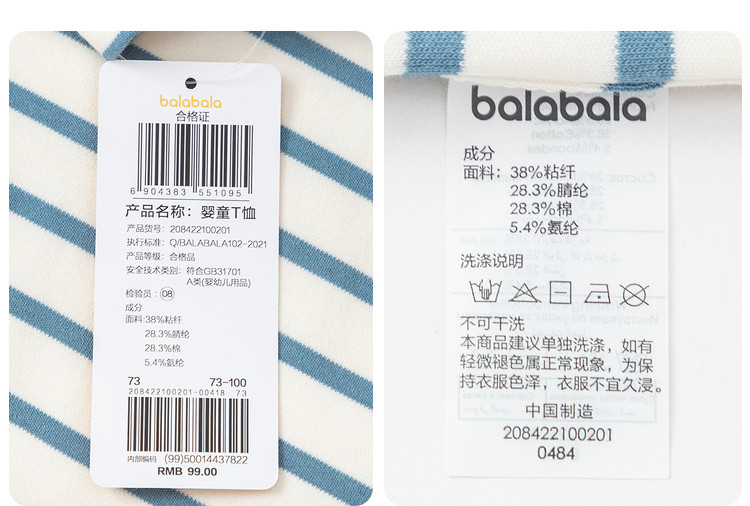 balabala
合格证
6 904383 551095
产品名称：婴童T恤
产品货号：208422100201
执行标准：Q/BALABALA102-2021
产品等级：合格品
安全技术类别：符合GB31701
A类(婴幼儿用品)
检验员：08
成分
面料:38%粘纤
28.3%腈纶
28.3%棉
5.4%氨纶
73 73-100
208422100201-00418 73
内部编码 (99)50014437822
RMB 99.00
balabala
成分
面料：38%粘纤
28.3%腈纶
28.3%棉
5.4%氨纶
洗涤说明
不可干洗
本商品建议单独洗涤，如有
轻微褪色属正常现象，为保
持衣服色泽，衣服不宜久浸。
中国制造
208422100201
0484